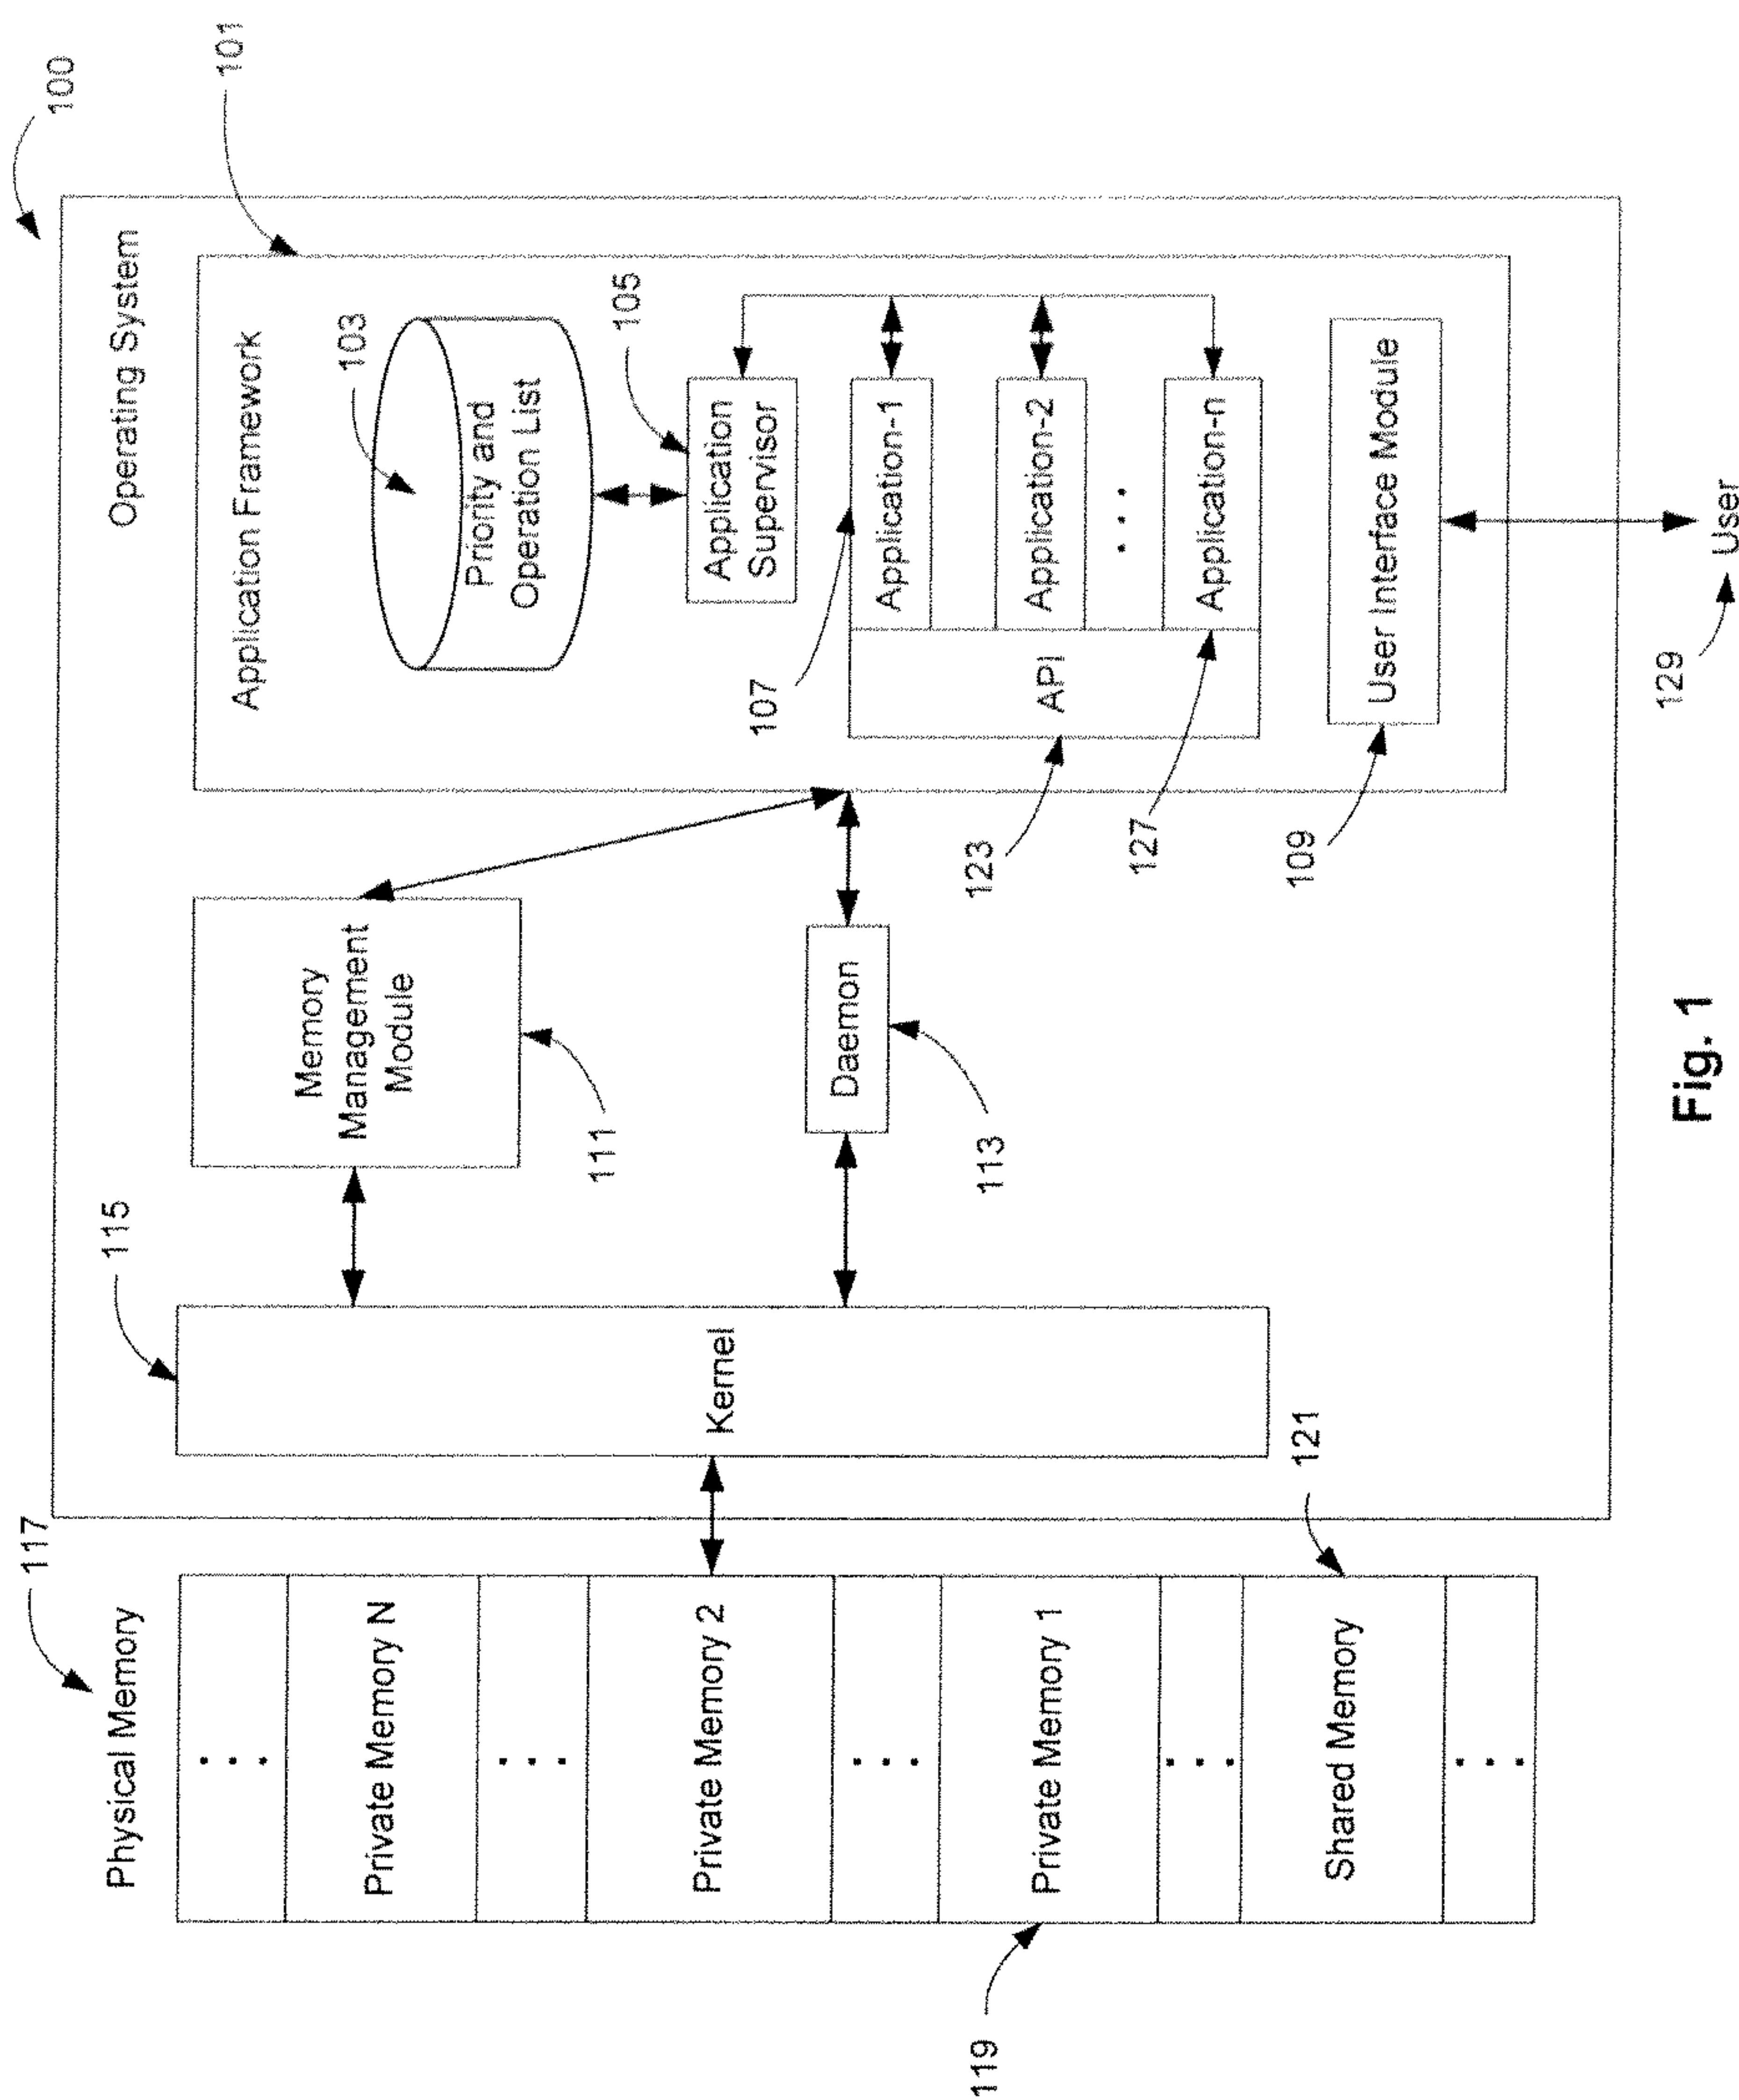 100
Operating System
101
Application Framework
103
Priority and
Operation List
105
Application
Supervisor
107
Application-1
Application-2
...
Application-n
API
123
127
User Interface Module
109
User
129
Memory
Management
Module
111
Daemon
113
115
Kernel
117
Physical Memory
...
Private Memory N
...
Private Memory 2
...
Private Memory 1
...
Shared Memory
...
119
121
Fig. 1